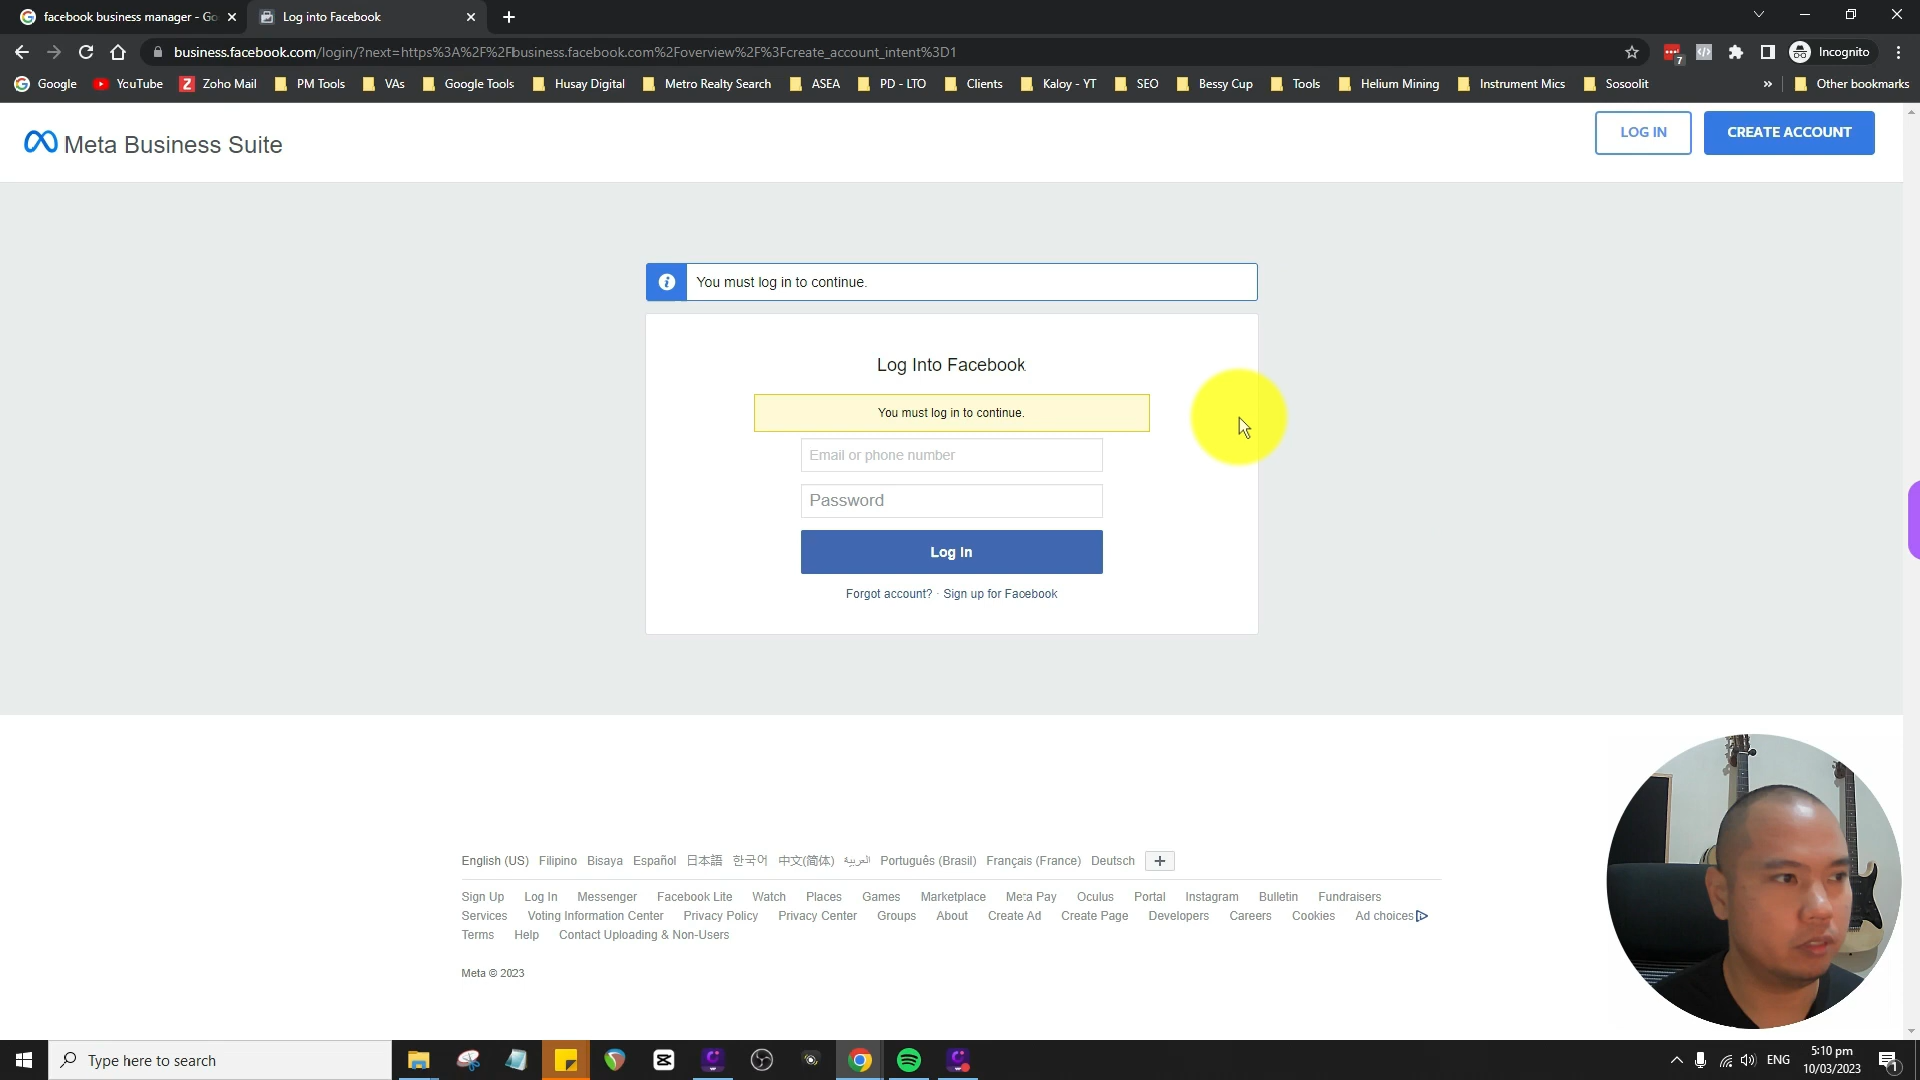 facebook business manager - Go
Log into Facebook
business.facebook.com/login/?next=https%3A%2F%2Fbusiness.facebook.com%2Foverview%2F%3Fcreate_account_intent%3D1
7
Incognito
Google YouTube Zoho Mail PM Tools VAs Google Tools Husay Digital Metro Realty Search ASEA PD - LTO Clients Kaloy - YT SEO Bessy Cup Tools Helium Mining Instrument Mics Sosoolit » Other bookmarks
Meta Business Suite
LOG IN
CREATE ACCOUNT
You must log in to continue.
Log Into Facebook
You must log in to continue.
Email or phone number
Password
Log In
Forgot account? · Sign up for Facebook
English (US) Filipino Bisaya Español 日本語 한국어 中文(简体) العربية Português (Brasil) Français (France) Deutsch +
Sign Up Log In Messenger Facebook Lite Watch Places Games Marketplace Meta Pay Oculus Portal Instagram Bulletin Fundraisers
Services Voting Information Center Privacy Policy Privacy Center Groups About Create Ad Create Page Developers Careers Cookies Ad choices
Terms Help Contact Uploading & Non-Users
Meta © 2023
Type here to search
ENG
5:10 pm
10/03/2023
1